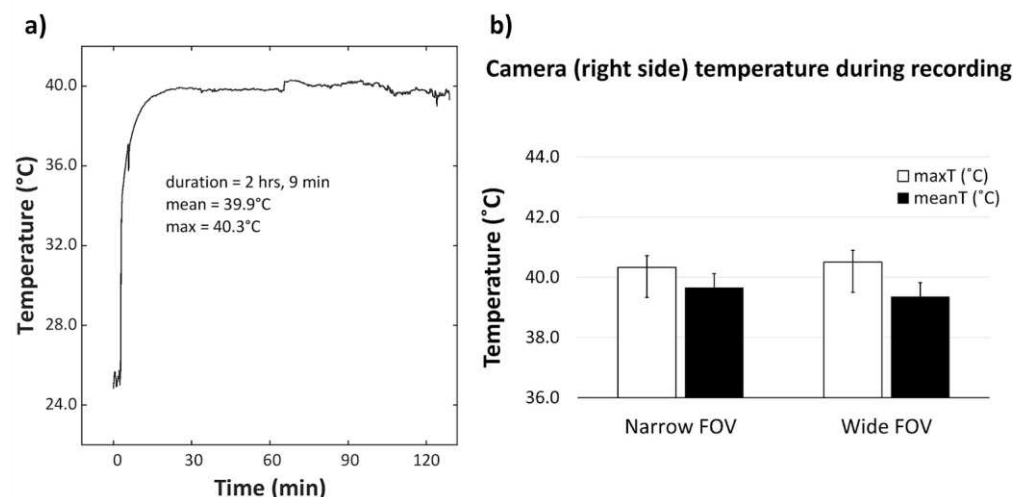 a)
Temperature (°C)
40.0
36.0
32.0
28.0
24.0
duration = 2 hrs, 9 min
mean = 39.9°C
max = 40.3°C
0 30 60 90 120
Time (min)
b)
Camera (right side) temperature during recording
Temperature (˚C)
44.0
42.0
40.0
38.0
36.0
maxT (˚C)
meanT (˚C)
Narrow FOV Wide FOV